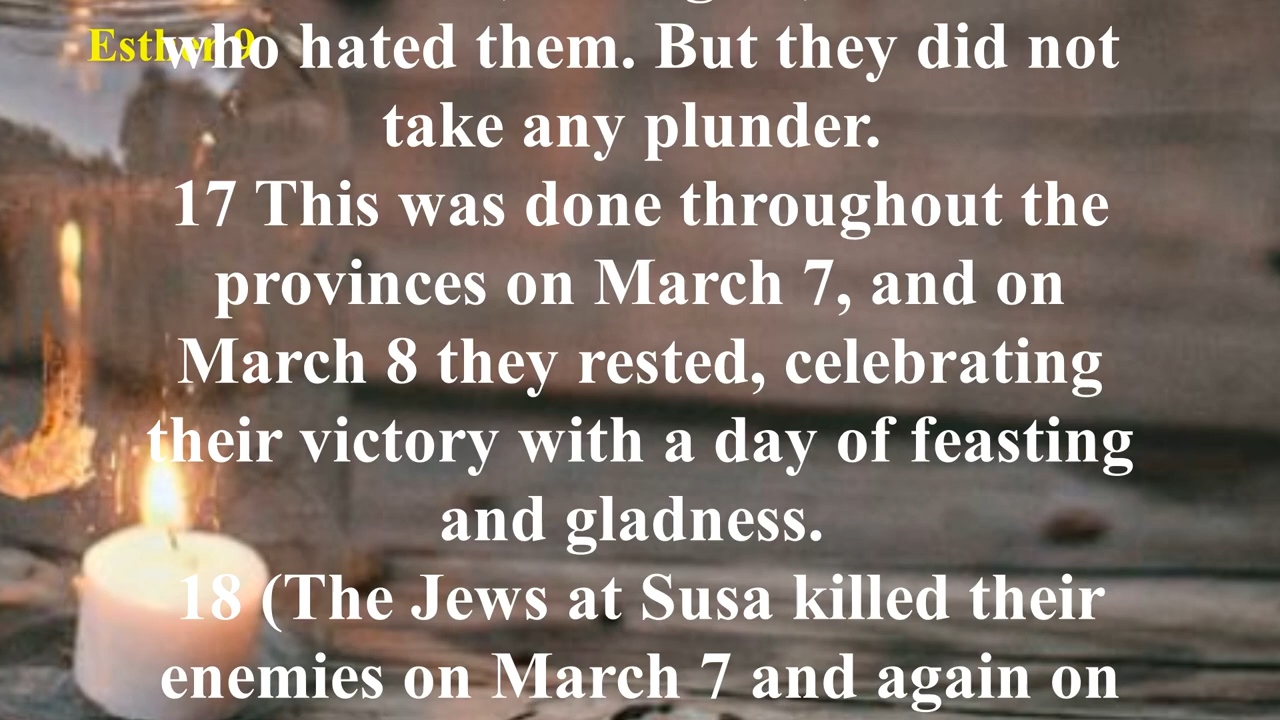 Esther 9
who hated them. But they did not
take any plunder.
17 This was done throughout the
provinces on March 7, and on
March 8 they rested, celebrating
their victory with a day of feasting
and gladness.
18 (The Jews at Susa killed their
enemies on March 7 and again on